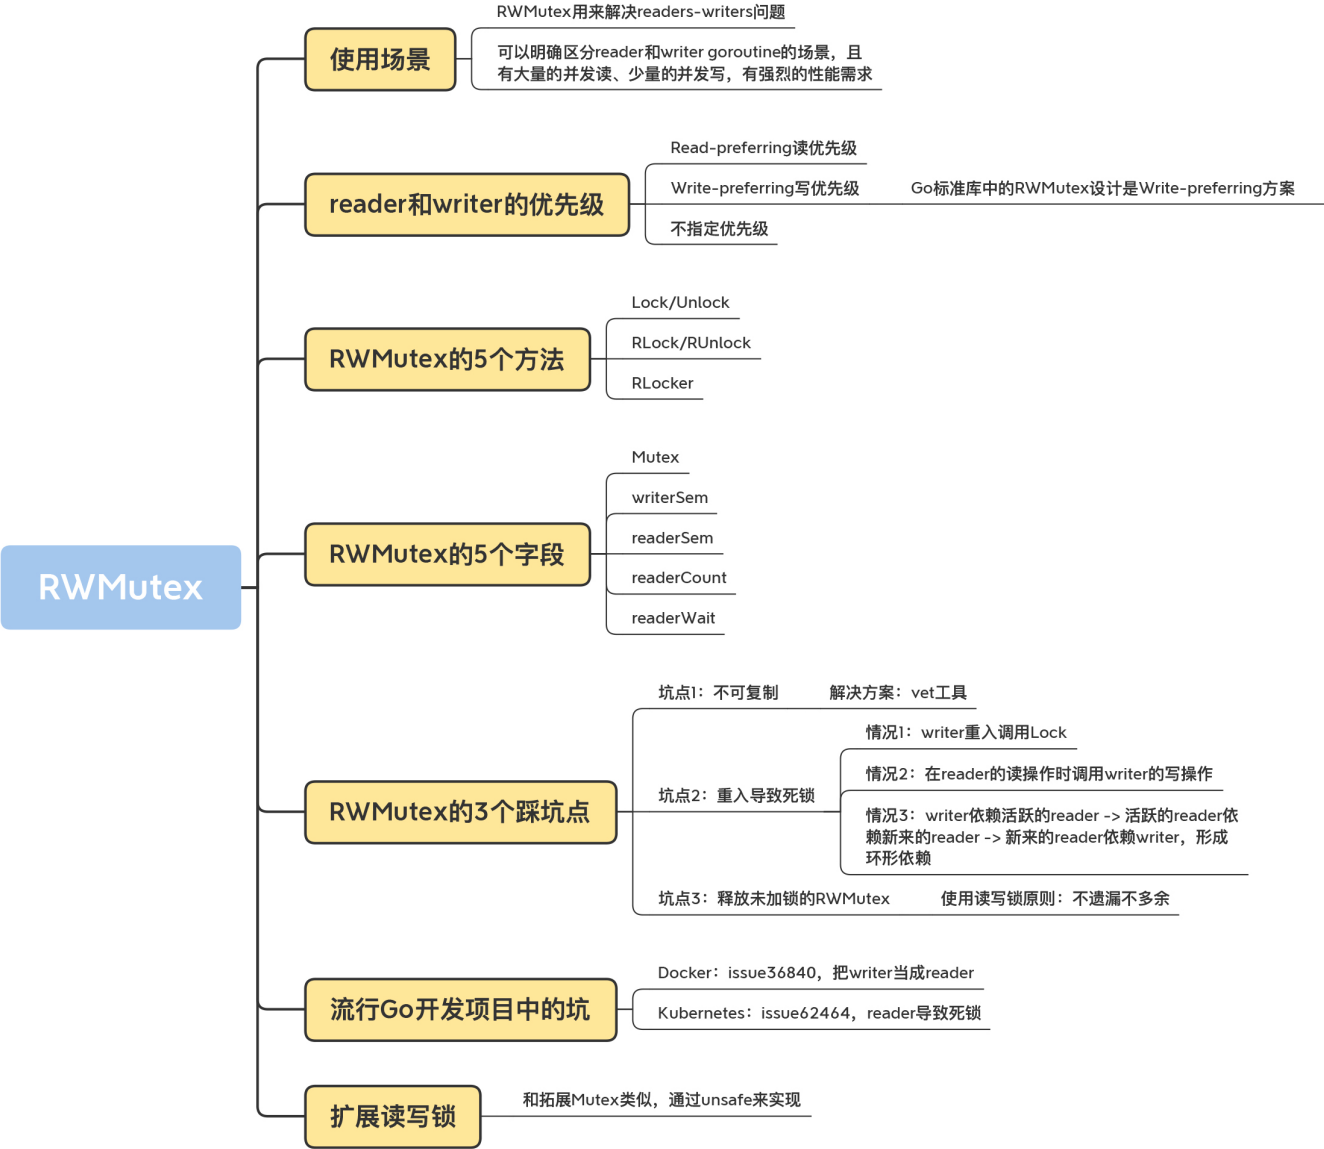 RWMutex
使用场景
RWMutex用来解决readers-writers问题
可以明确区分reader和writer goroutine的场景，且
有大量的并发读、少量的并发写，有强烈的性能需求
reader和writer的优先级
Read-preferring读优先级
Write-preferring写优先级
Go标准库中的RWMutex设计是Write-preferring方案
不指定优先级
RWMutex的5个方法
Lock/Unlock
RLock/RUnlock
RLocker
RWMutex的5个字段
Mutex
writerSem
readerSem
readerCount
readerWait
RWMutex的3个踩坑点
坑点1：不可复制
解决方案：vet工具
坑点2：重入导致死锁
情况1：writer重入调用Lock
情况2：在reader的读操作时调用writer的写操作
情况3：writer依赖活跃的reader -> 活跃的reader依
赖新来的reader -> 新来的reader依赖writer，形成
环形依赖
坑点3：释放未加锁的RWMutex
使用读写锁原则：不遗漏不多余
流行Go开发项目中的坑
Docker：issue36840，把writer当成reader
Kubernetes：issue62464，reader导致死锁
扩展读写锁
和拓展Mutex类似，通过unsafe来实现